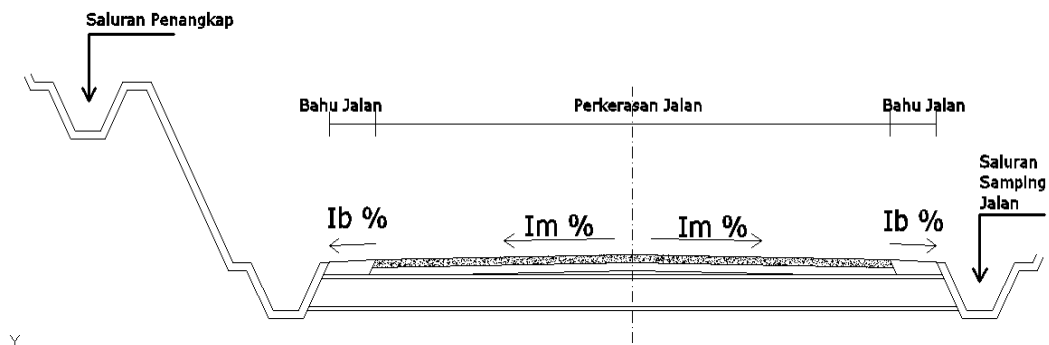 Saluran Penangkap
Bahu Jalan
Perkerasan Jalan
Bahu Jalan
Saluran
Samping
Jalan
Ib %
Im %
Im %
Ib %
Y